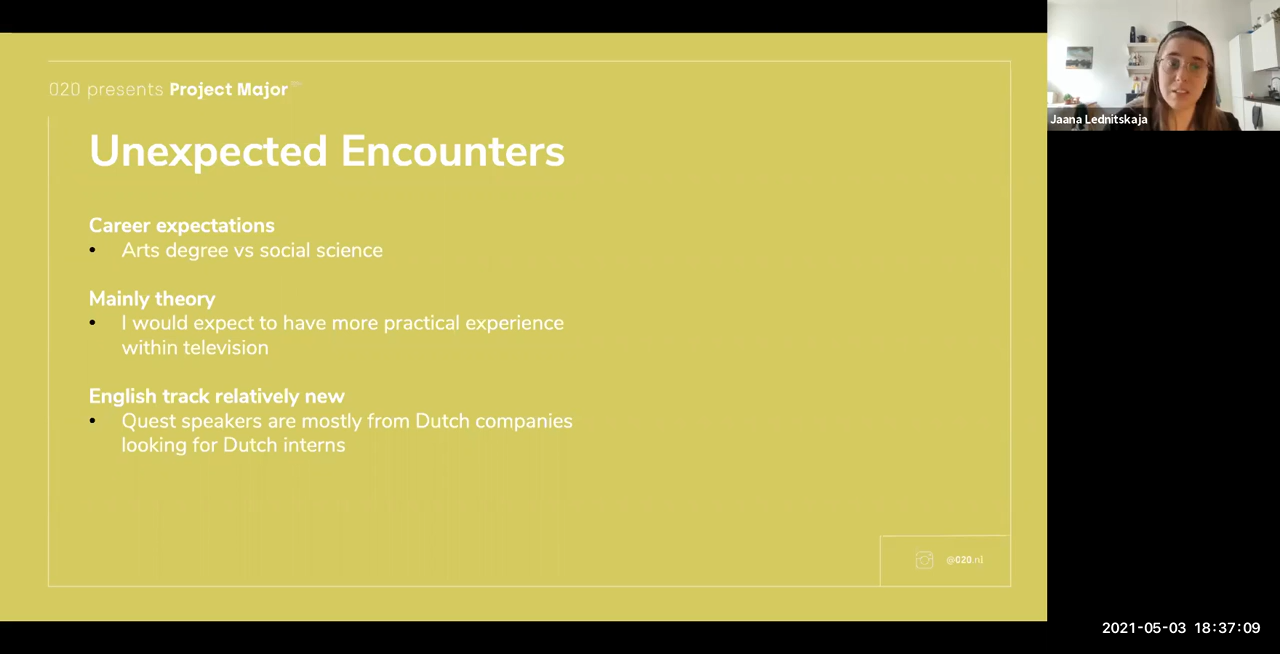 020 presents Project Major
Unexpected Encounters
Career expectations
• Arts degree vs social science
Mainly theory
• I would expect to have more practical experience
within television
English track relatively new
• Quest speakers are mostly from Dutch companies
looking for Dutch interns
@020.nl
Jaana Lednitskaja
2021-05-03 18:37:09